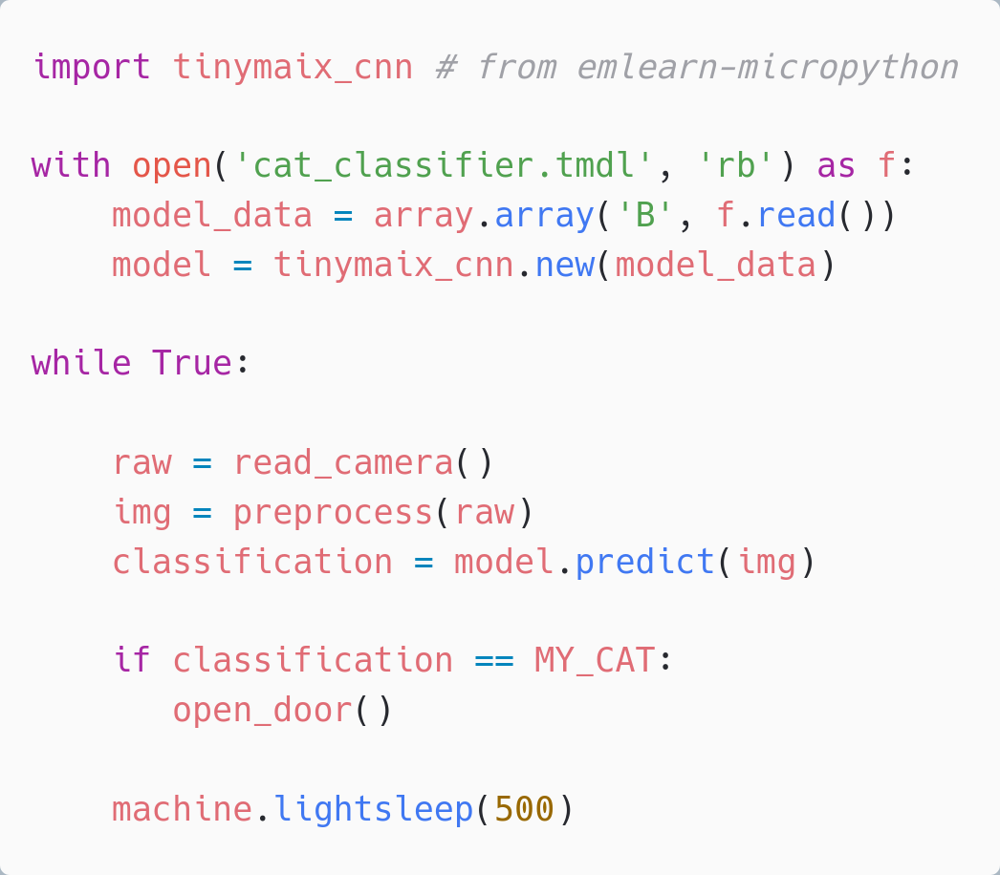 import tinymaix_cnn # from emlearn-micropython
with open('cat_classifier.tmdl', 'rb') as f:
    model_data = array.array('B', f.read())
    model = tinymaix_cnn.new(model_data)
while True:
    raw = read_camera()
    img = preprocess(raw)
    classification = model.predict(img)
    if classification == MY_CAT:
       open_door()
    machine.lightsleep(500)